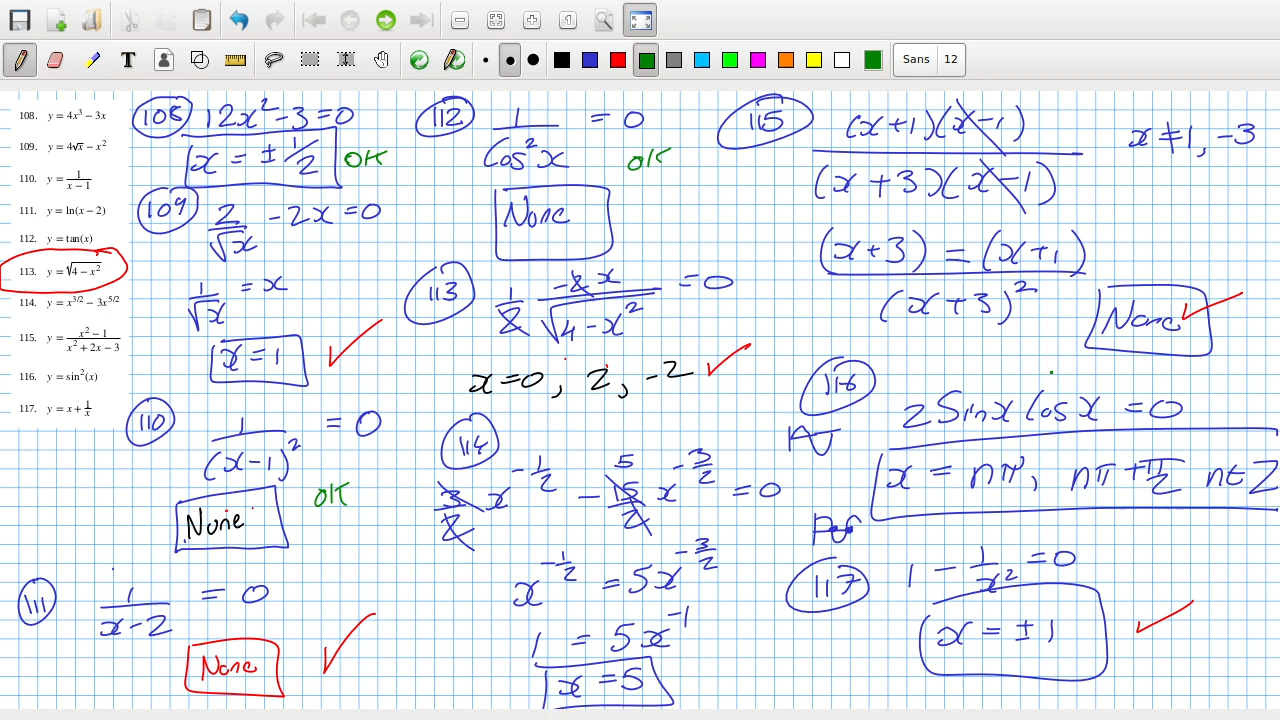 Sans 12
108. y = 4x³ − 3x
109. y = 4√x − x²
110. y = 1/(x − 1)
111. y = ln(x − 2)
112. y = tan(x)
113. y = √(4 − x²)
114. y = x^(3/2) − 3x^(5/2)
115. y = (x² − 1)/(x² + 2x − 3)
116. y = sin²(x)
117. y = x + 1/x
108 12x² − 3 = 0
x = ± 1/2 OK
109 2/√x − 2x = 0
1/√x = x
x = 1
110 1/(x−1)² = 0
None OK
111 1/(x−2) = 0
None
112 1/Cos²x = 0
OK
None
113 1/2 −2x/√(4−x²) = 0
x = 0, 2, −2
114
3/2 x^(−1/2) − 15/2 5 x^(−3/2) = 0
x^(−1/2) = 5x^(−3/2)
1 = 5x^(−1)
x = 5
115 (x+1)(x−1)/(x+3)(x−1) x ≠ 1, −3
(x+3) = (x+1)/(x+3)²
None
116
2 Sinx Cosx = 0
x = nπ, nπ + π/2 n∈Z
117 1 − 1/x² = 0
x = ± 1